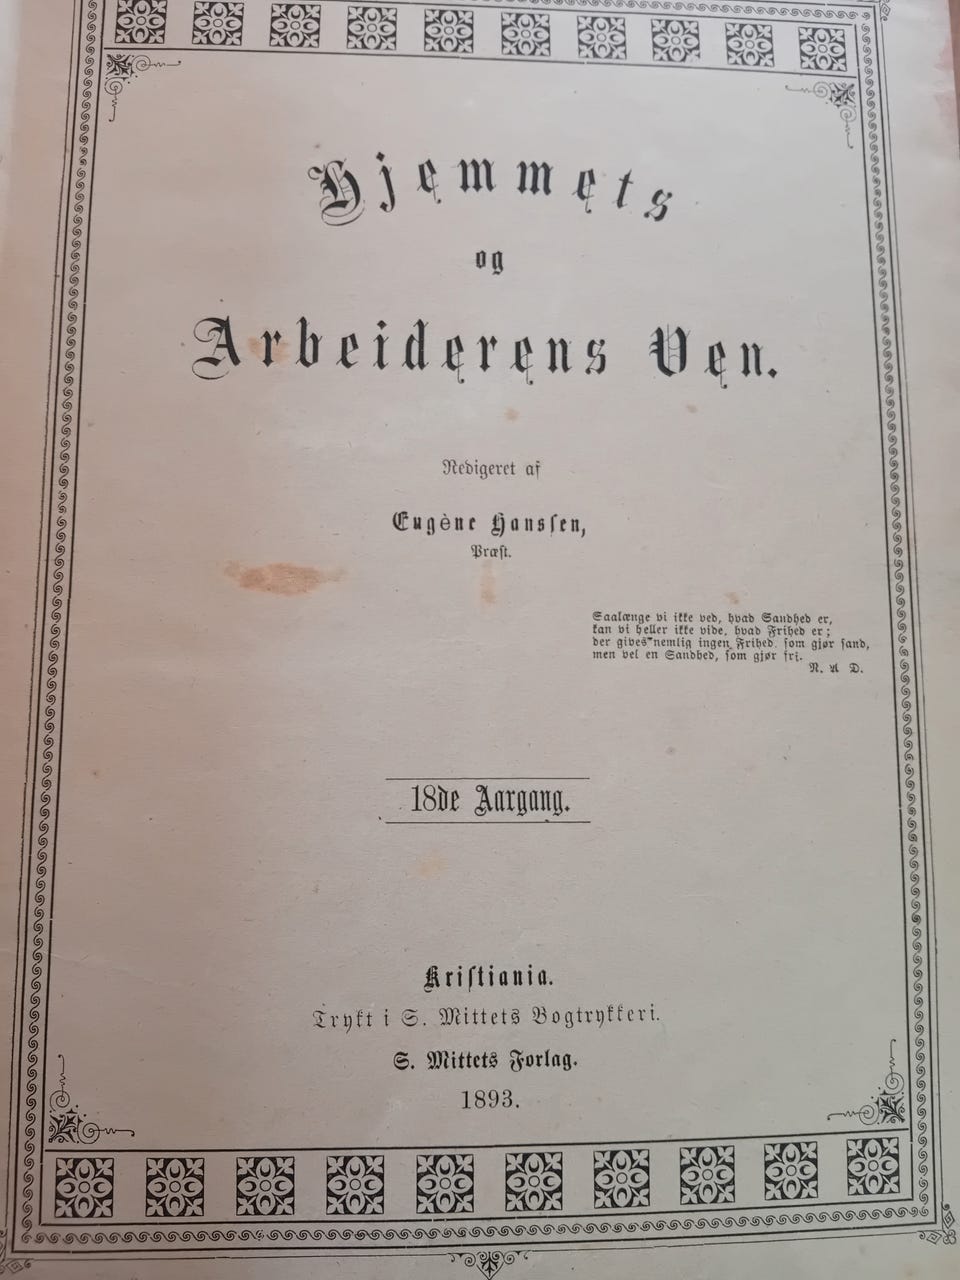 Hjemmets
og
Arbeiderens Ven.
Redigeret af
Eugène Hanssen,
Præst.
Saalænge vi ikke ved, hvad Sandhed er,
kan vi heller ikke vide, hvad Frihed er;
der gives nemlig ingen Frihed, som gjør sand,
men vel en Sandhed, som gjør fri.
R. A D.
18de Aargang.
Kristiania.
Trykt i S. Mittets Bogtrykkeri.
S. Mittets Forlag.
1893.